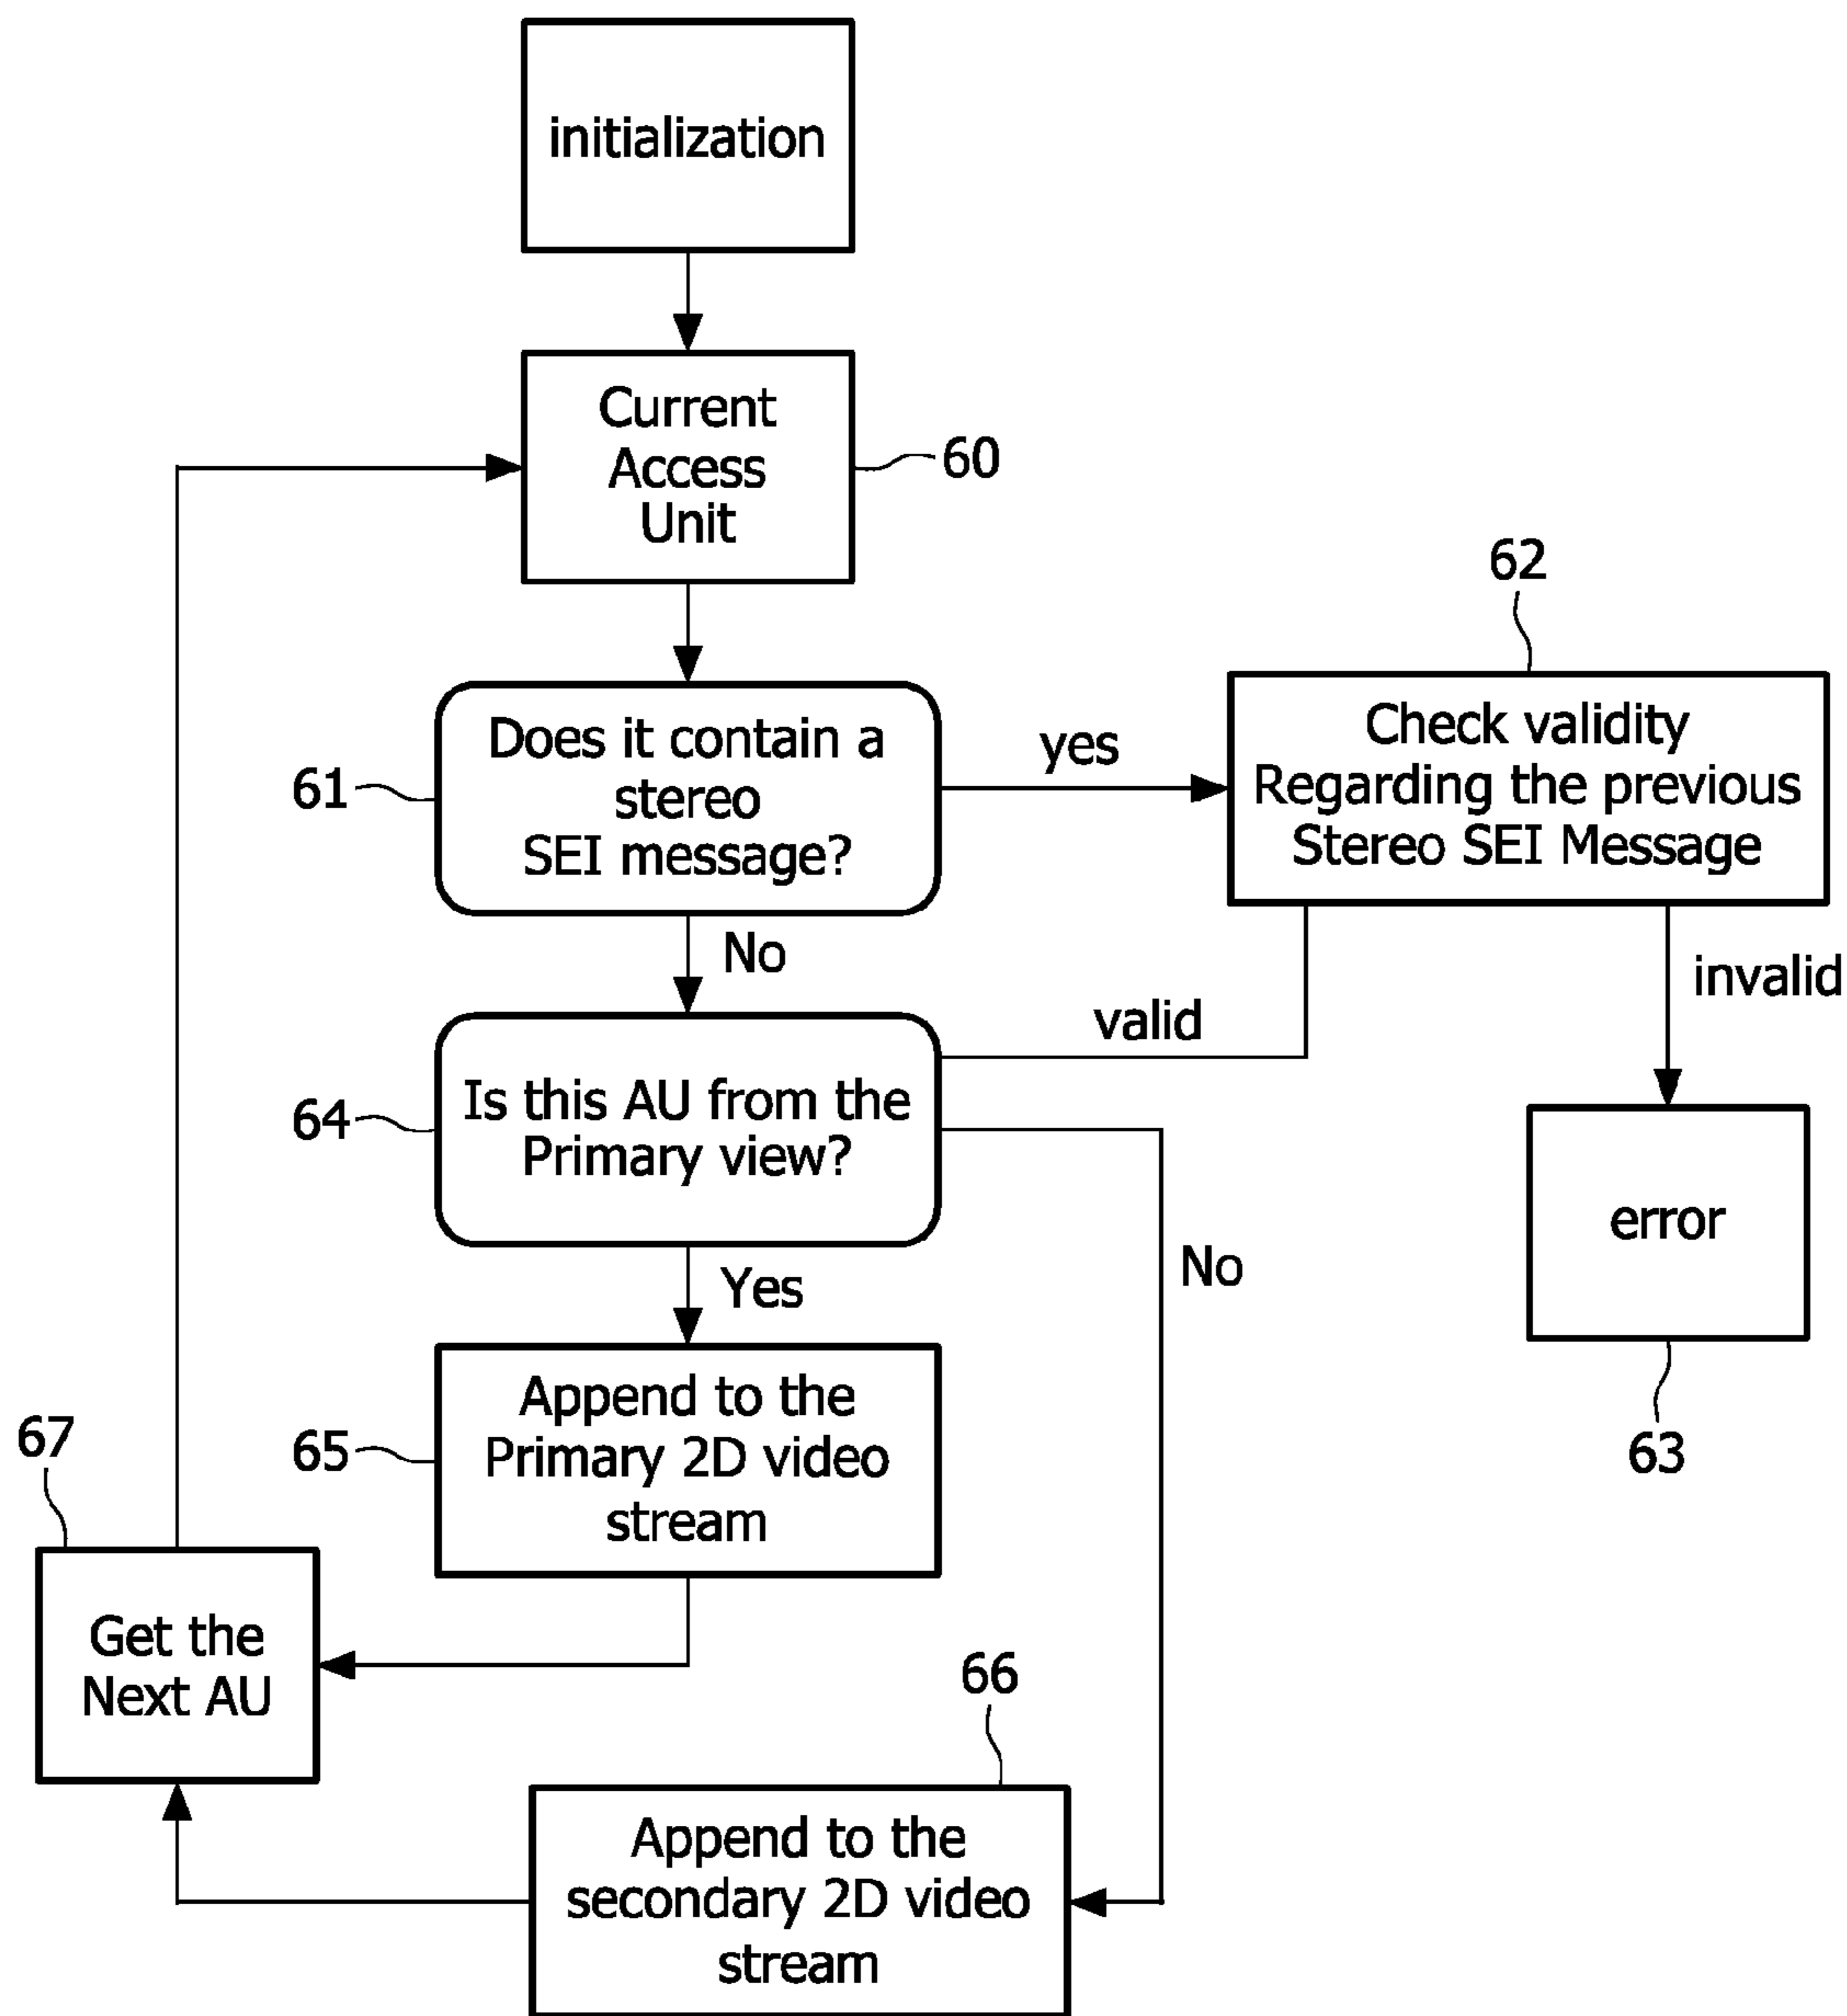 initialization
Current
Access
Unit
60
62
Does it contain a
stereo
SEI message?
61
yes
Check validity
Regarding the previous
Stereo SEI Message
No
valid
invalid
Is this AU from the
Primary view?
64
error
63
No
Yes
Append to the
Primary 2D video
stream
65
67
Get the
Next AU
66
Append to the
secondary 2D video
stream